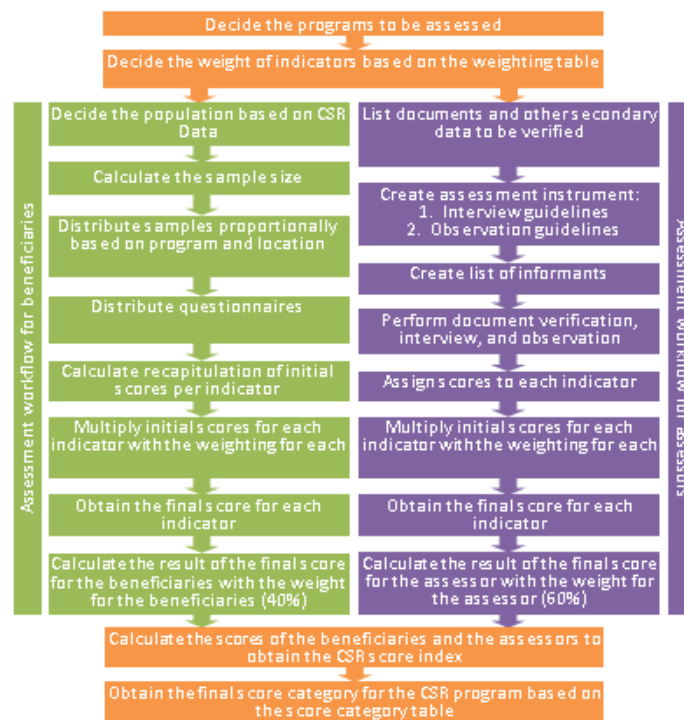 Decide the programs to be assessed
Decide the weight of indicators based on the weighting table
Assessment workflow for beneficiaries
Decide the population based on CSR
Data
Calculate the sample size
Distribute samples proportionally
based on program and location
Distribute questionnaires
Calculate recapitulation of initial
scores per indicator
Multiply initial scores for each
indicator with the weighting for each
Obtain the final score for each
indicator
Calculate the result of the final score
for the beneficiaries with the weight
for the beneficiaries (40%)
List documents and other secondary
data to be verified
Create assessment instrument:
1. Interview guidelines
2. Observation guidelines
Create list of informants
Perform document verification,
interview, and observation
Assign scores to each indicator
Multiply initial scores for each
indicator with the weighting for each
Obtain the final score for each
indicator
Calculate the result of the final score
for the assessor with the weight for
the assessor (60%)
Assessment workflow for assessors
Calculate the scores of the beneficiaries and the assessors to
obtain the CSR score index
Obtain the final score category for the CSR program based on
the score category table